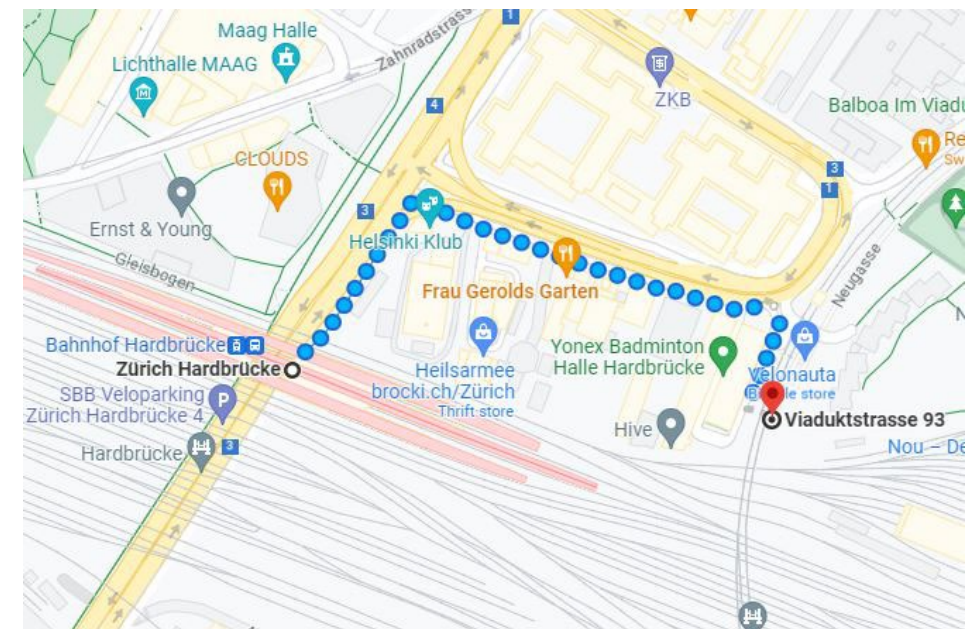 1
Maag Halle
Zahnradstrasse
Lichthalle MAAG
ZKB
4
Balboa Im Viadu
Re
Sw
CLOUDS
3
1
3
Ernst & Young
Helsinki Klub
Gleisbogen
Neugasse
Frau Gerolds Garten
N
Bahnhof Hardbrücke
Zürich Hardbrücke
Yonex Badminton
Halle Hardbrücke
Heilsarmee
brocki.ch/Zürich
Thrift store
Velonauta
SBB Veloparking
Zürich Hardbrücke 4
P
Viaduktstrasse 93
Hive
Nou – De
Hardbrücke
3